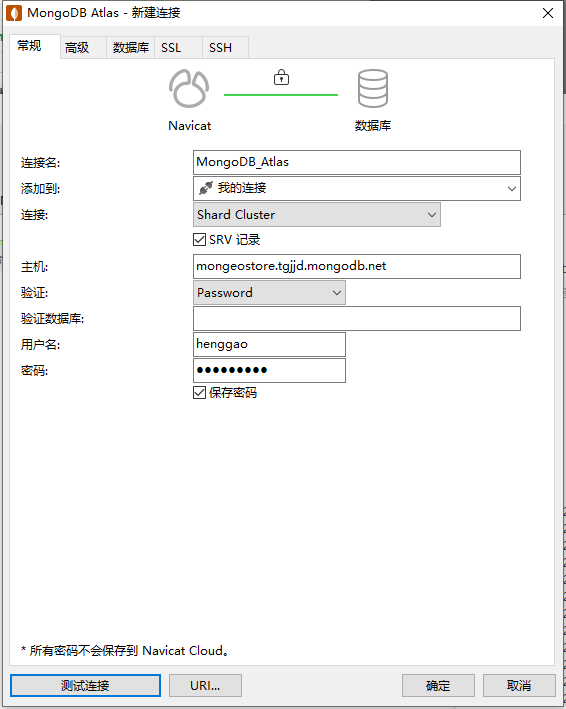 MongoDB Atlas - 新建连接
常规 高级 数据库 SSL SSH
Navicat 数据库
连接名: MongoDB_Atlas
添加到: 我的连接
连接: Shard Cluster
SRV 记录
主机: mongeostore.tgjjd.mongodb.net
验证: Password
验证数据库:
用户名: henggao
密码: ●●●●●●●●●
保存密码
* 所有密码不会保存到 Navicat Cloud。
测试连接 URI... 确定 取消